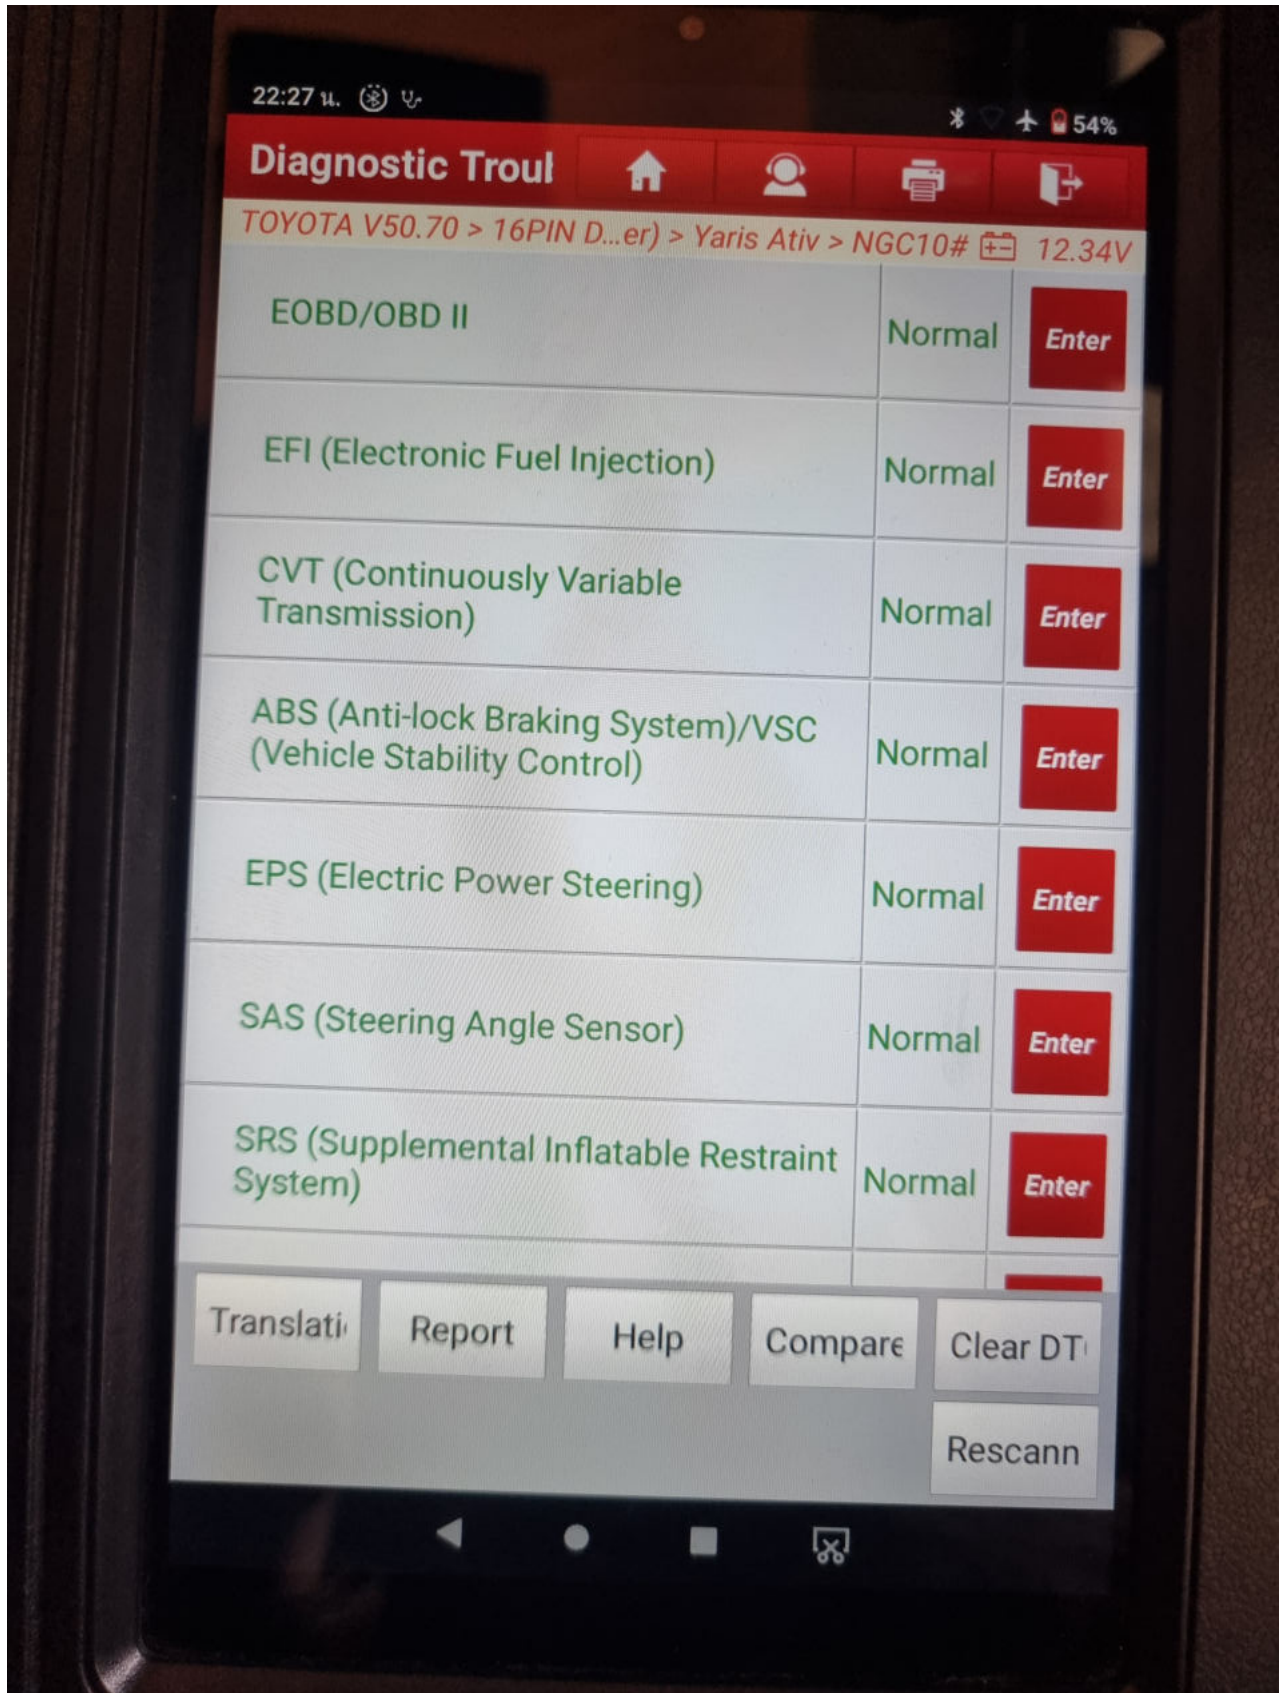 22:27 น.
54%
Diagnostic Troul
TOYOTA V50.70 > 16PIN D...er) > Yaris Ativ > NGC10# 12.34V
EOBD/OBD II Normal Enter
EFI (Electronic Fuel Injection) Normal Enter
CVT (Continuously Variable
Transmission) Normal Enter
ABS (Anti-lock Braking System)/VSC
(Vehicle Stability Control) Normal Enter
EPS (Electric Power Steering) Normal Enter
SAS (Steering Angle Sensor) Normal Enter
SRS (Supplemental Inflatable Restraint
System) Normal Enter
Translati Report Help Compare Clear DT
Rescann